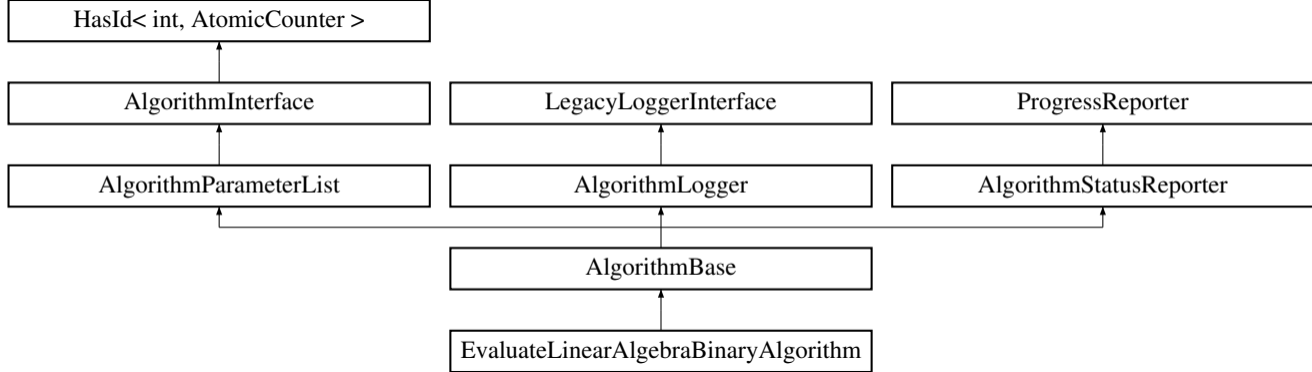 HasId< int, AtomicCounter >
AlgorithmInterface
LegacyLoggerInterface
ProgressReporter
AlgorithmParameterList
AlgorithmLogger
AlgorithmStatusReporter
AlgorithmBase
EvaluateLinearAlgebraBinaryAlgorithm